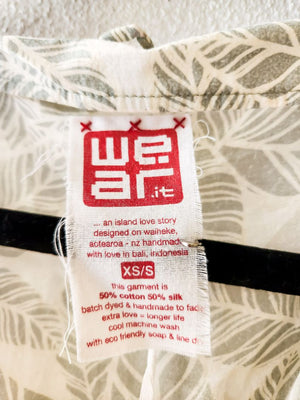 we
ar
.it
... an island love story
designed on waiheke,
aotearoa - nz handmade
with love in bali, indonesia
XS/S
this garment is
50% cotton 50% silk
batch dyed & handmade to fade
extra love = longer life
cool machine wash
with eco friendly soap & line d